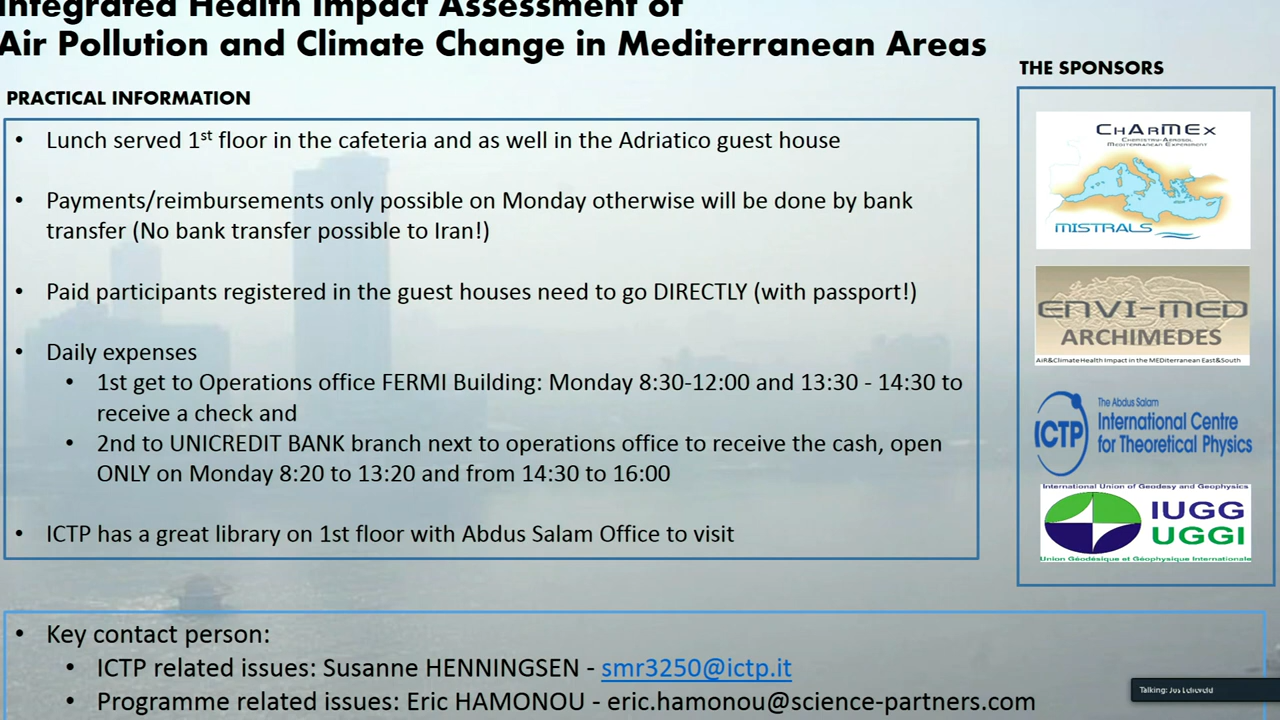 Integrated Health Impact Assessment of
Air Pollution and Climate Change in Mediterranean Areas
THE SPONSORS
PRACTICAL INFORMATION
• Lunch served 1st floor in the cafeteria and as well in the Adriatico guest house
• Payments/reimbursements only possible on Monday otherwise will be done by bank
transfer (No bank transfer possible to Iran!)
• Paid participants registered in the guest houses need to go DIRECTLY (with passport!)
• Daily expenses
• 1st get to Operations office FERMI Building: Monday 8:30-12:00 and 13:30 - 14:30 to
receive a check and
• 2nd to UNICREDIT BANK branch next to operations office to receive the cash, open
ONLY on Monday 8:20 to 13:20 and from 14:30 to 16:00
• ICTP has a great library on 1st floor with Abdus Salam Office to visit
CHARMEX
CHEMISTRY-AEROSOL
MEDITERRANEAN EXPERIMENT
MISTRALS
ENVI-MED
ARCHIMEDES
AIR&ClimateHealth Impact in the MEDiterranean East&South
ICTP
The Abdus Salam
International Centre
for Theoretical Physics
International Union of Geodesy and Geophysics
IUGG
UGGI
Union Géodésique et Géophysique Internationale
• Key contact person:
• ICTP related issues: Susanne HENNINGSEN - smr3250@ictp.it
• Programme related issues: Eric HAMONOU - eric.hamonou@science-partners.com
Talking: Jos Lelieveld